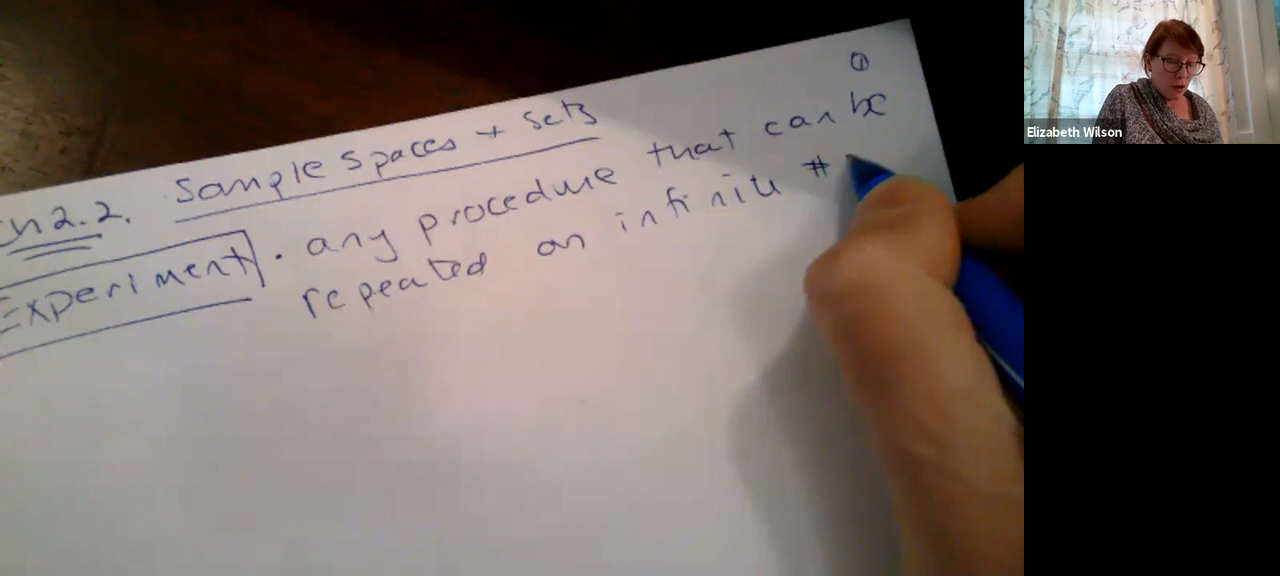 ①
Ch 2.2. Sample Spaces + Sets
Experiment · any procedure that can be
repeated an infinite #
Elizabeth Wilson